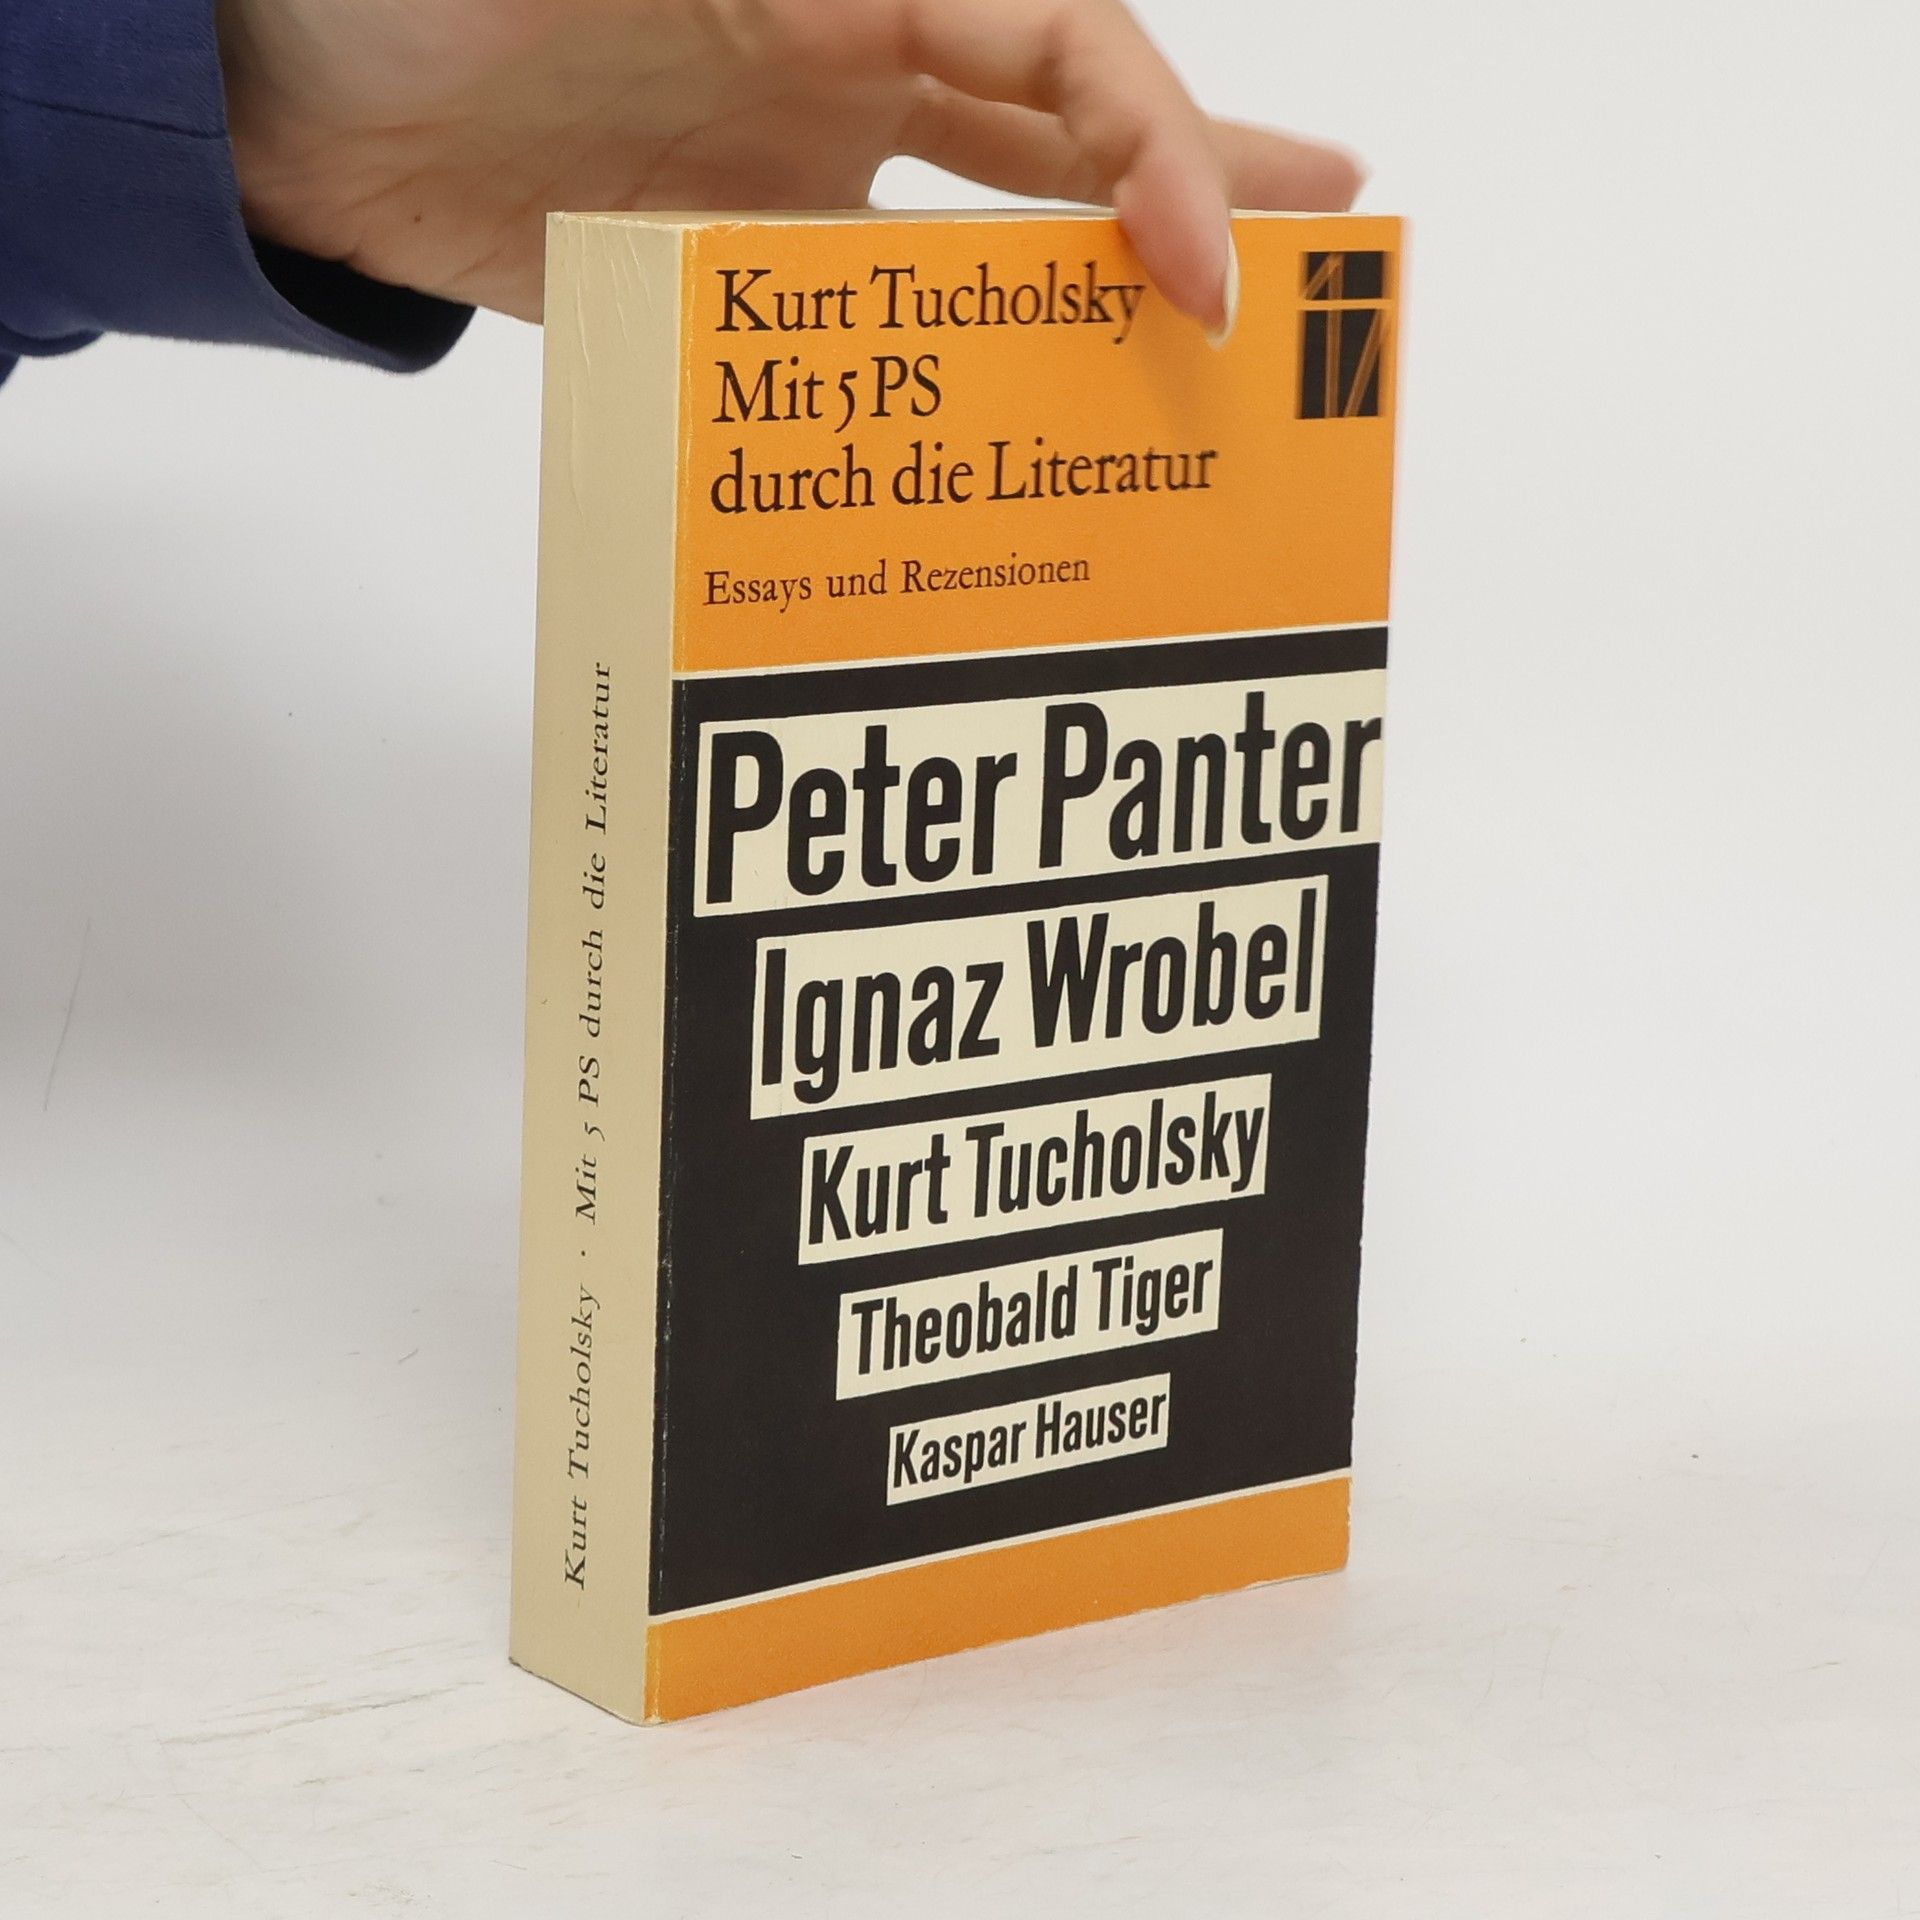 Kurt Tucholsky
Mit 5 PS
durch die Literatur
Essays und Rezensionen
Peter Panter
Ignaz Wrobel
Kurt Tucholsky
Theobald Tiger
Kaspar Hauser
Kurt Tucholsky · Mit 5 PS durch die Literatur